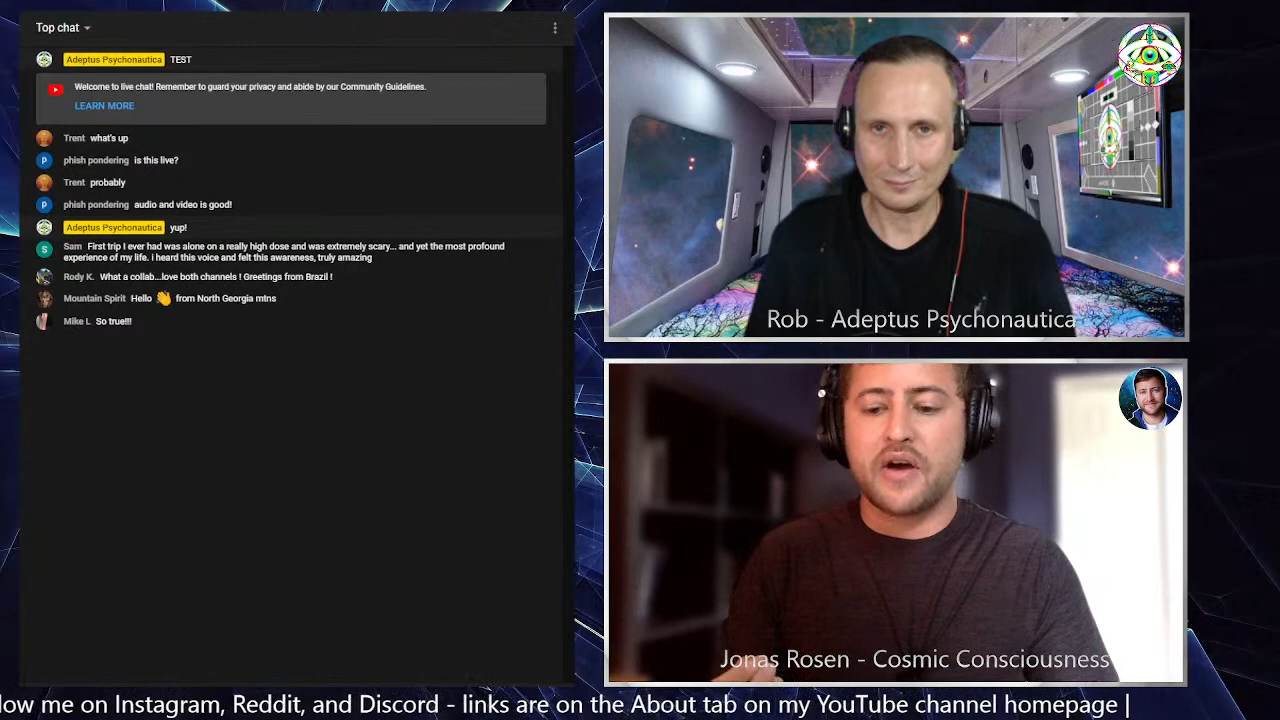 Top chat
Adeptus Psychonautica TEST
Welcome to live chat! Remember to guard your privacy and abide by our Community Guidelines.
LEARN MORE
Trent what's up
P phish pondering is this live?
Trent probably
P phish pondering audio and video is good!
Adeptus Psychonautica yup!
S Sam First trip I ever had was alone on a really high dose and was extremely scary... and yet the most profound
experience of my life. i heard this voice and felt this awareness, truly amazing
Rody K. What a collab...love both channels ! Greetings from Brazil !
Mountain Spirit Hello 👋 from North Georgia mtns
Mike L So true!!!
Rob - Adeptus Psychonautica
Jonas Rosen - Cosmic Consciousness
low me on Instagram, Reddit, and Discord - links are on the About tab on my YouTube channel homepage |